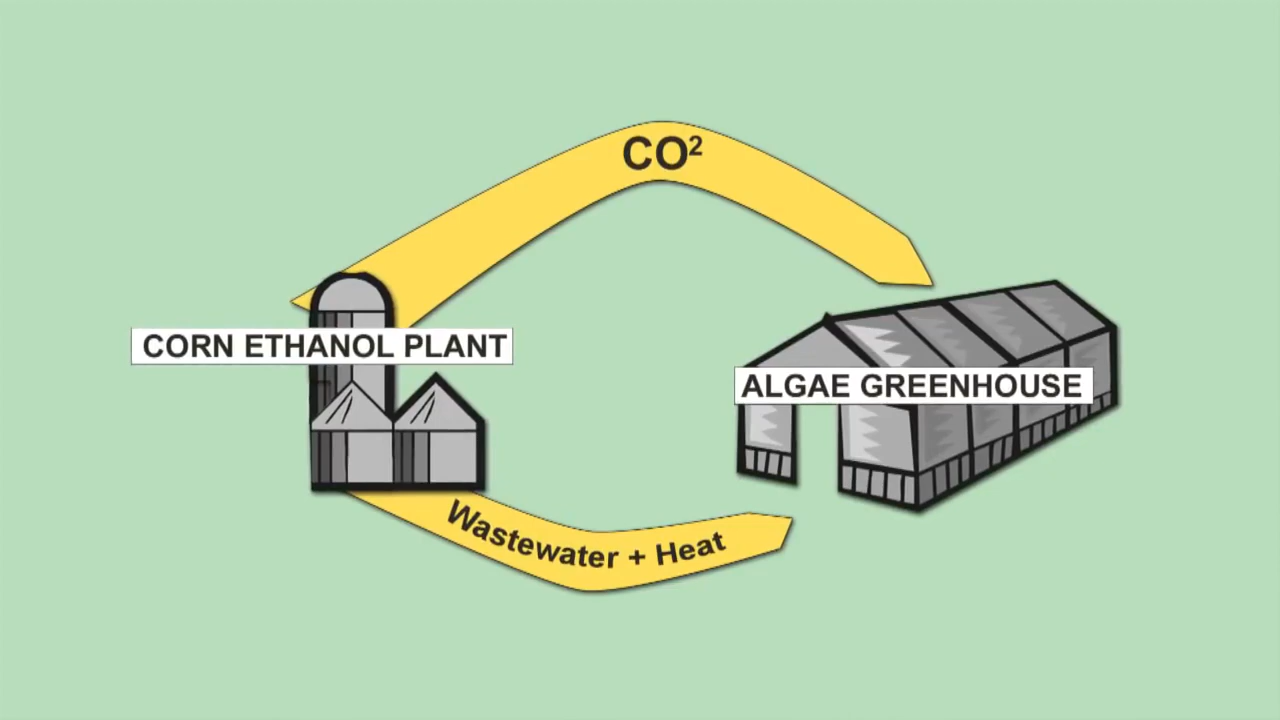 CO²
CORN ETHANOL PLANT
ALGAE GREENHOUSE
Wastewater + Heat